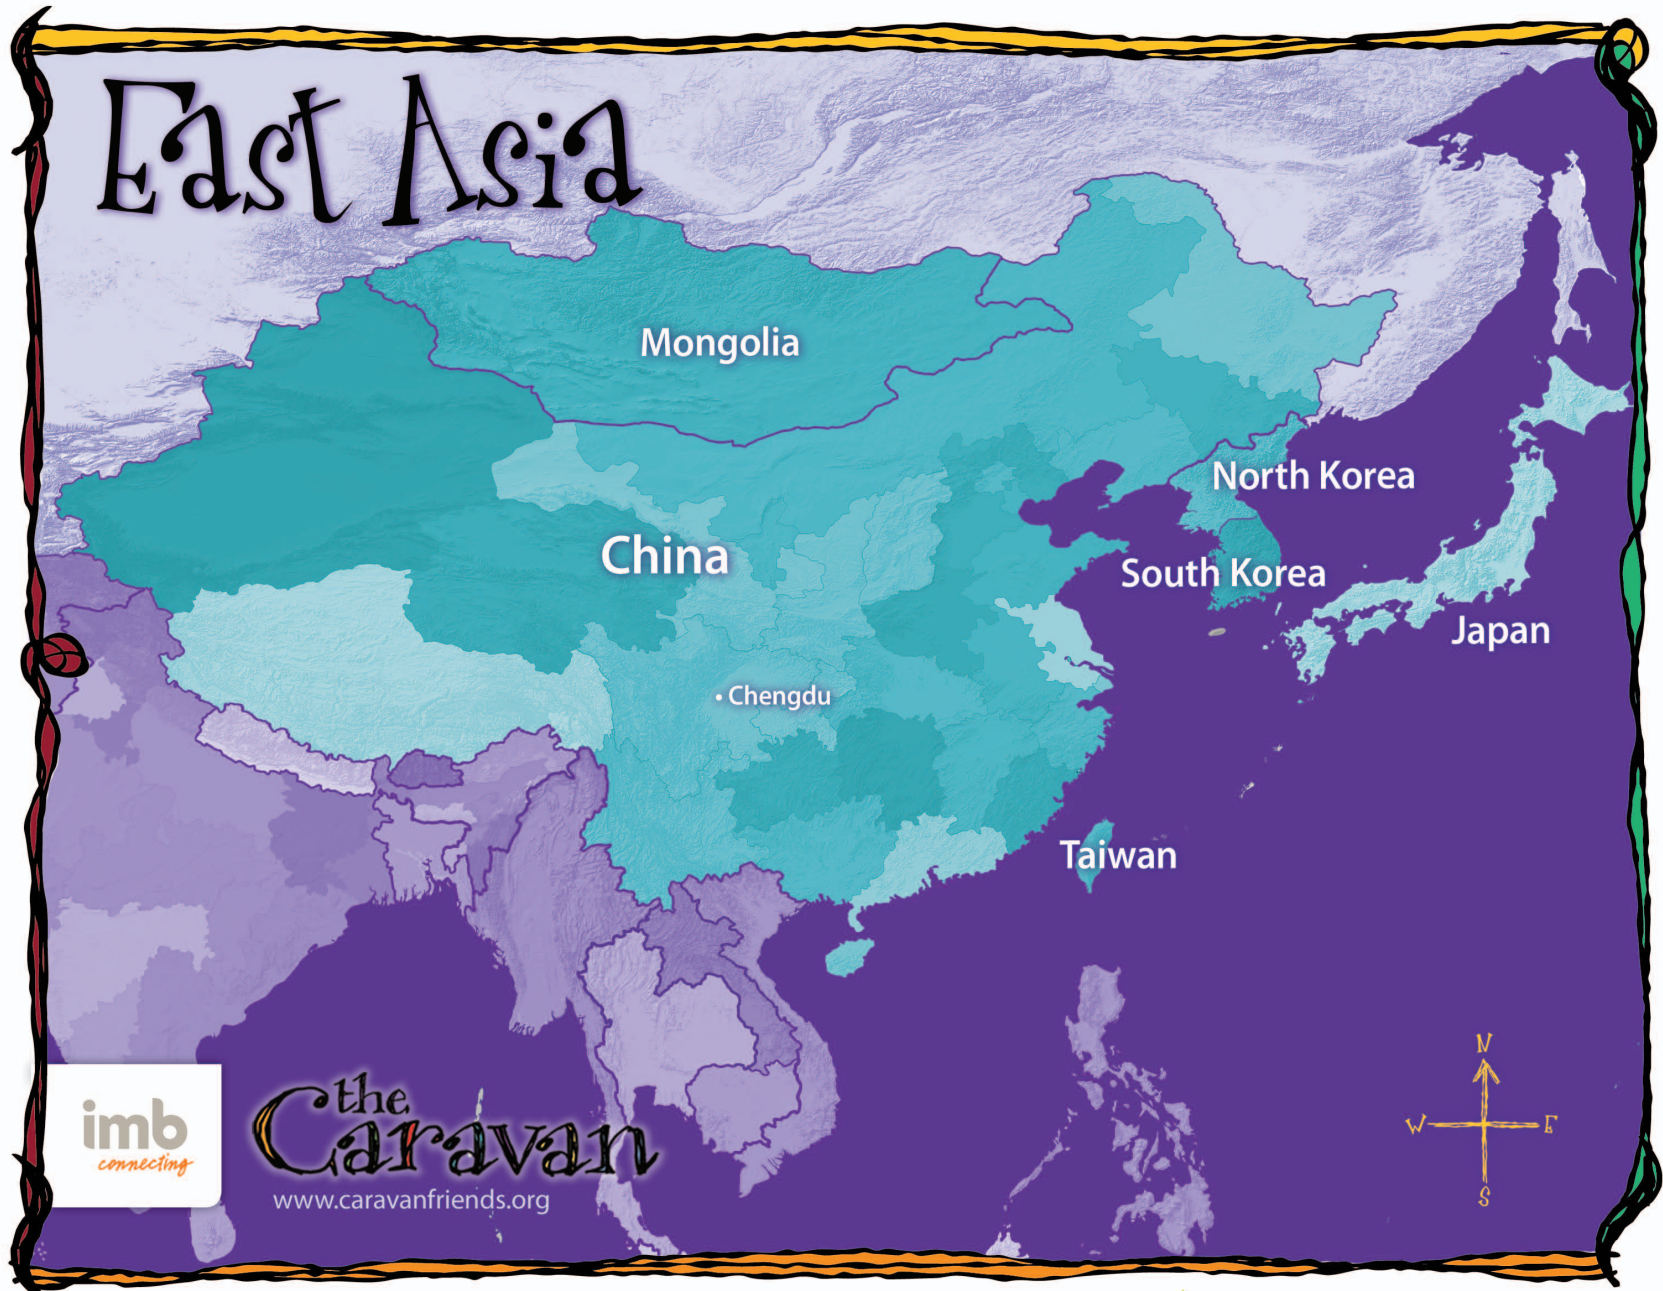 East Asia
Mongolia
North Korea
China
South Korea
Japan
• Chengdu
Taiwan
N
W E
S
imb
connecting
the
Caravan
www.caravanfriends.org